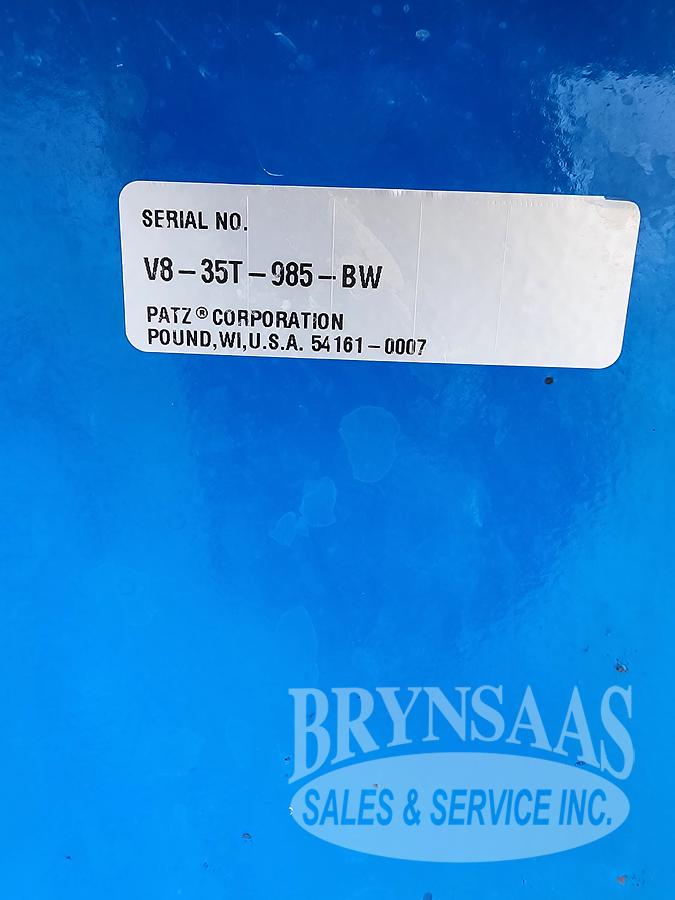 SERIAL NO.
V8-35T-985-BW
PATZ® CORPORATION
POUND, WI, U.S.A. 54161-0007
BRYNSAAS
SALES & SERVICE INC.